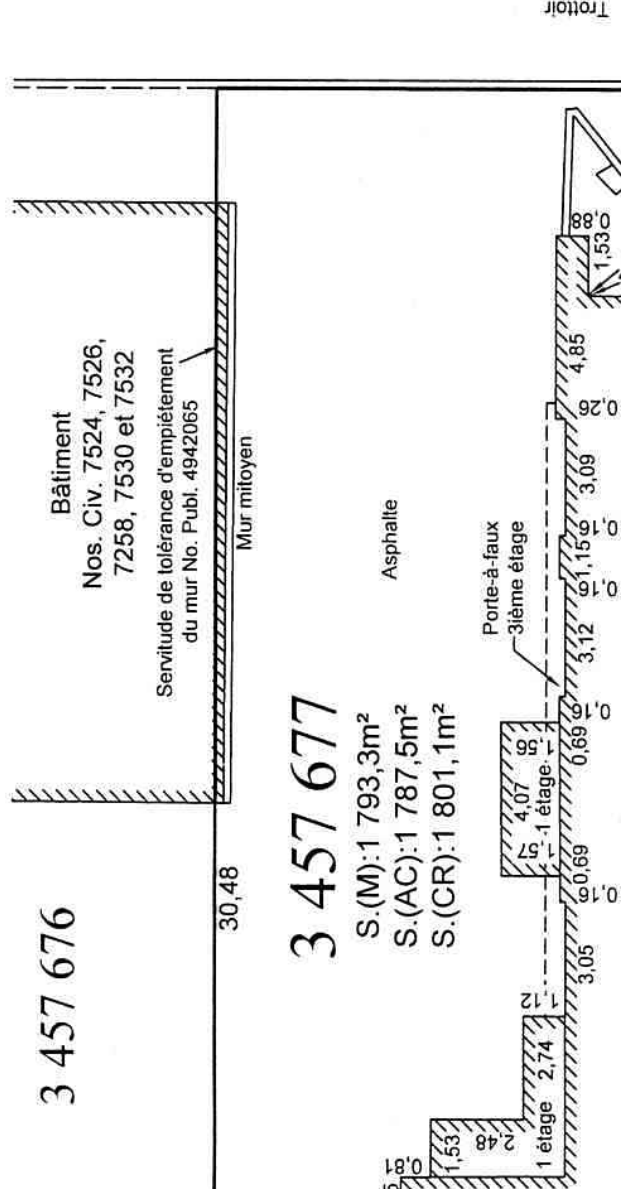 Trottoir
Bâtiment
Nos. Civ. 7524, 7526,
7258, 7530 et 7532
Servitude de tolérance d'empiétement
du mur No. Publ. 4942065
Mur mitoyen
3 457 676
30,48
Asphalte
3 457 677
S.(M):1 793,3m²
S.(AC):1 787,5m²
S.(CR):1 801,1m²
Porte-à-faux
3ième étage
0,81
1,53
2,48
1 étage
2,74
1,12
3,05
0,16
0,69
1,57
4,07
1 étage
1,56
0,69
0,16
3,12
0,16
1,15
0,16
3,09
0,26
4,85
1,53
0,88